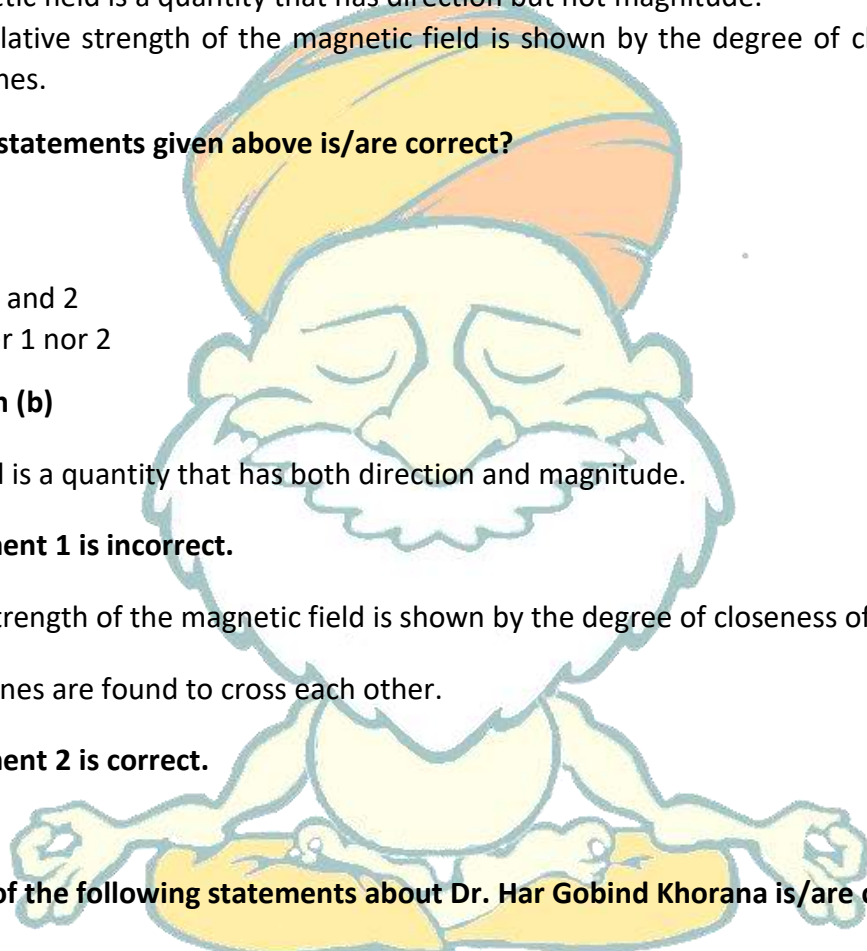 etic field is a quantity that has direction but not magnitude.
lative strength of the magnetic field is shown by the degree of cl
nes.
statements given above is/are correct?
and 2
r 1 nor 2
n (b)
l is a quantity that has both direction and magnitude.
ent 1 is incorrect.
trength of the magnetic field is shown by the degree of closeness of
nes are found to cross each other.
ent 2 is correct.
of the following statements about Dr. Har Gobind Khorana is/are c